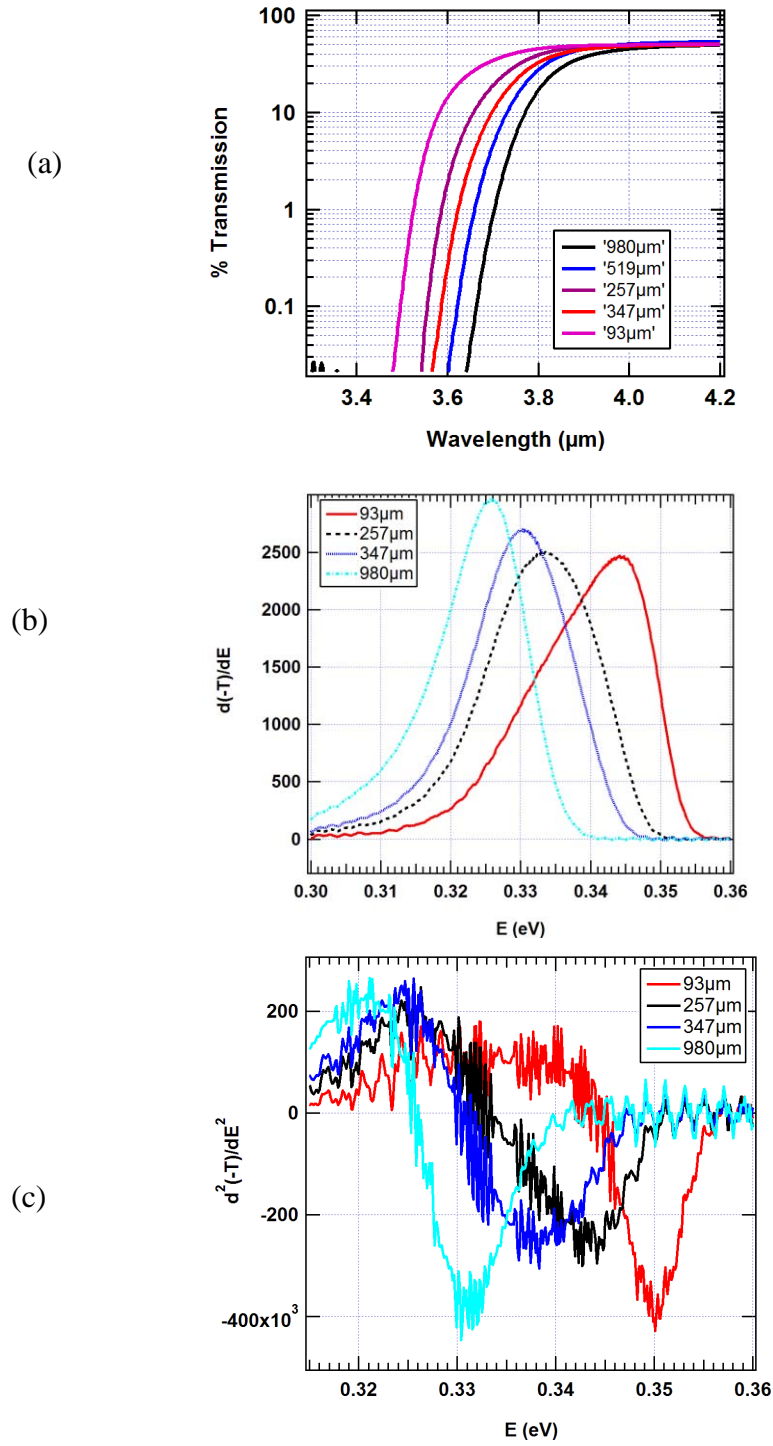 (a)
% Transmission
100
10
1
0.1
'980µm'
'519µm'
'257µm'
'347µm'
'93µm'
3.4 3.6 3.8 4.0 4.2
Wavelength (µm)
(b)
d(-T)/dE
93µm
257µm
347µm
980µm
2500
2000
1500
1000
500
0
0.30 0.31 0.32 0.33 0.34 0.35 0.36
E (eV)
(c)
d²(-T)/dE²
93µm
257µm
347µm
980µm
200
0
-200
-400x10³
0.32 0.33 0.34 0.35 0.36
E (eV)